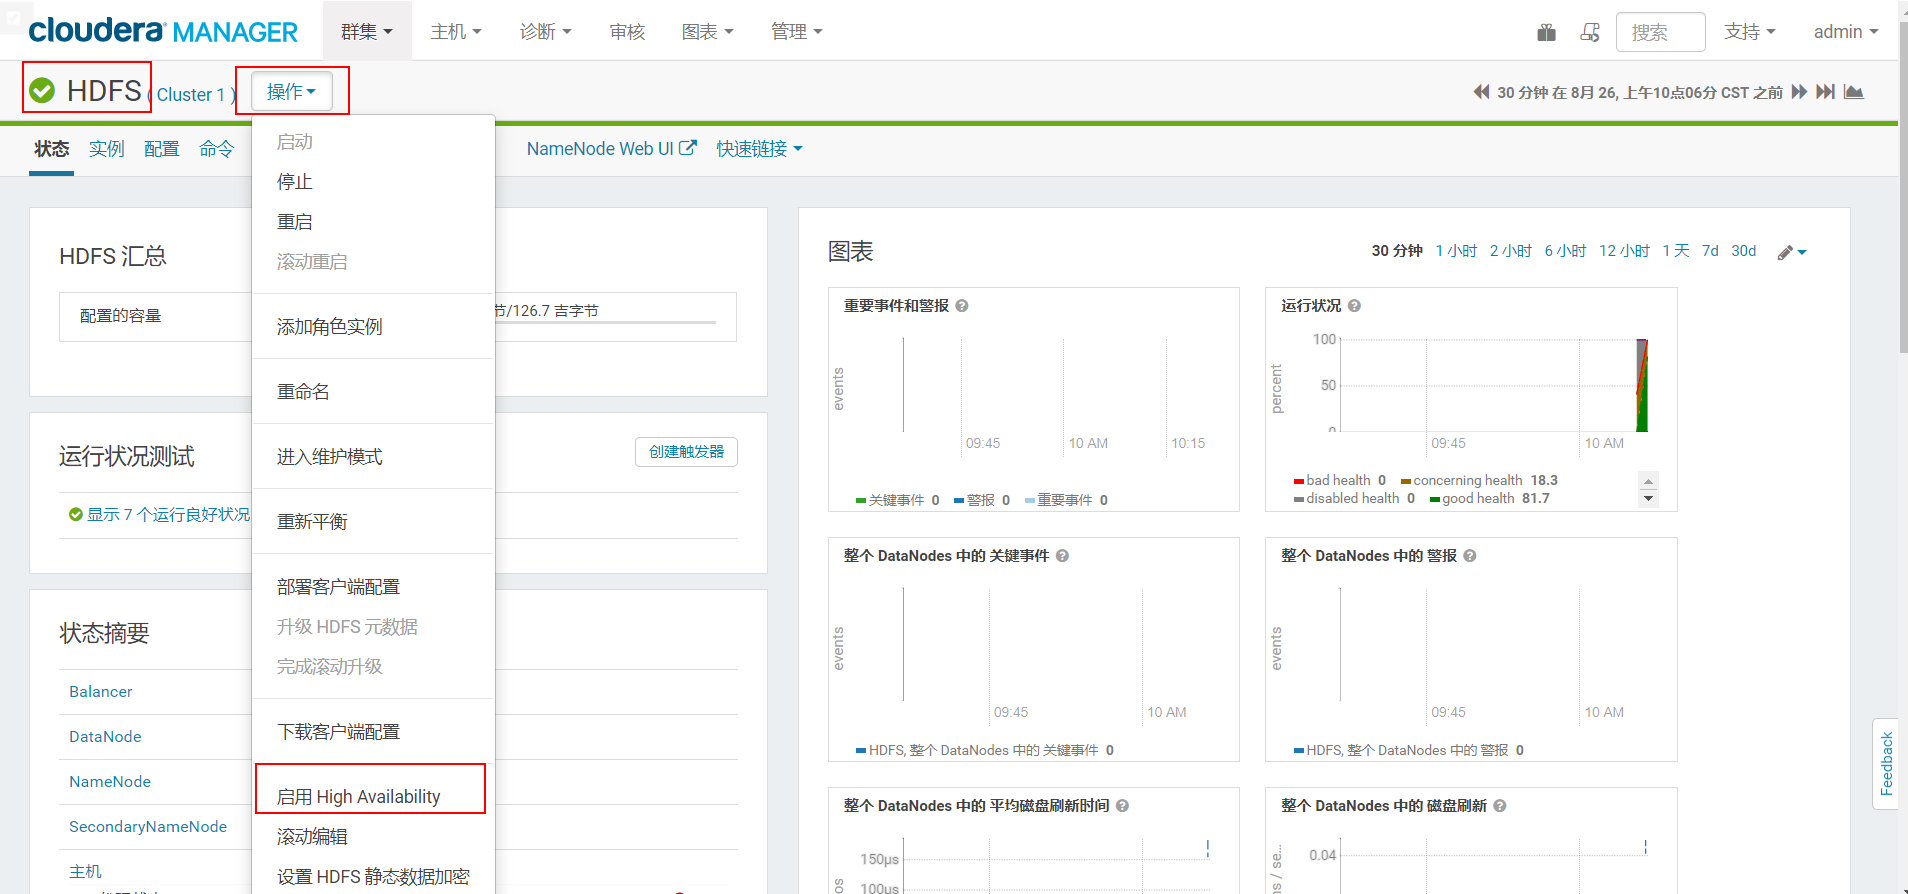 cloudera MANAGER 群集 主机 诊断 审核 图表 管理 搜索 支持 admin
HDFS ( Cluster 1 ) 操作 30 分钟 在 8月 26, 上午10点06分 CST 之前
状态 实例 配置 命令 NameNode Web UI 快速链接
启动
停止
重启
滚动重启
添加角色实例
重命名
进入维护模式
重新平衡
部署客户端配置
升级 HDFS 元数据
完成滚动升级
下载客户端配置
启用 High Availability
滚动编辑
设置 HDFS 静态数据加密
HDFS 汇总
配置的容量 节/126.7 吉字节
运行状况测试 创建触发器
显示 7 个运行良好状况
状态摘要
Balancer
DataNode
NameNode
SecondaryNameNode
主机
图表 30 分钟 1 小时 2 小时 6 小时 12 小时 1 天 7d 30d
重要事件和警报
events
09:45 10 AM 10:15
关键事件 0 警报 0 重要事件 0
运行状况
percent
100
50
0
09:45 10 AM
bad health 0 concerning health 18.3
disabled health 0 good health 81.7
整个 DataNodes 中的 关键事件
events
09:45 10 AM
HDFS, 整个 DataNodes 中的 关键事件 0
整个 DataNodes 中的 警报
events
09:45 10 AM
HDFS, 整个 DataNodes 中的 警报 0
整个 DataNodes 中的 平均磁盘刷新时间
150μs
100μs
os
整个 DataNodes 中的 磁盘刷新
0.04
ns / se...
Feedback